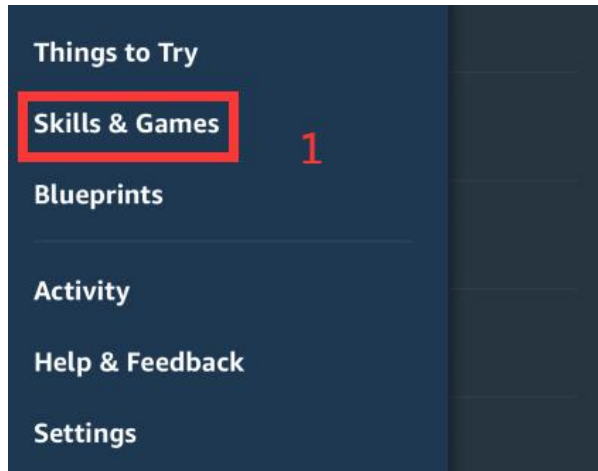 Things to Try
Skills & Games
1
Blueprints
Activity
Help & Feedback
Settings